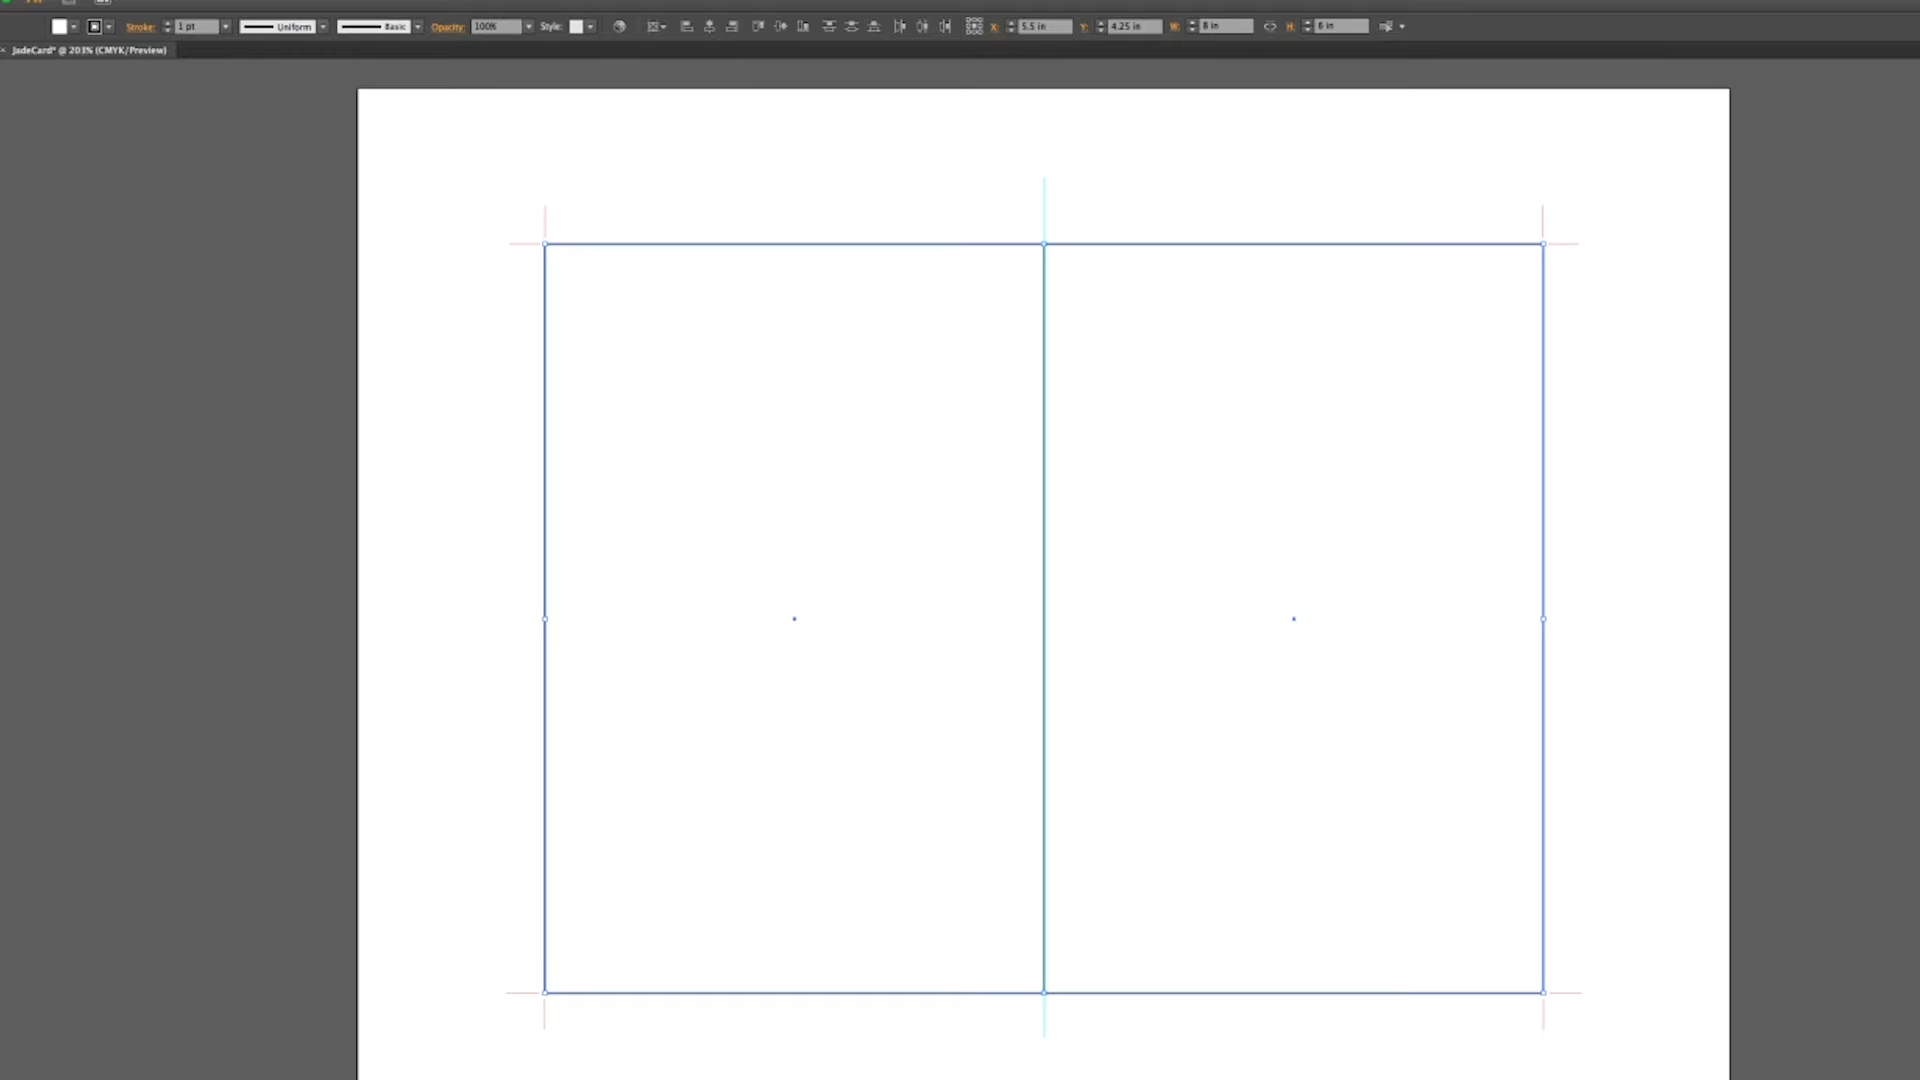 Stroke: 1 pt Uniform Basic Opacity: 100% Style: X: 5.5 in Y: 4.25 in W: 8 in H: 6 in
× JadeCard* @ 203% (CMYK/Preview)